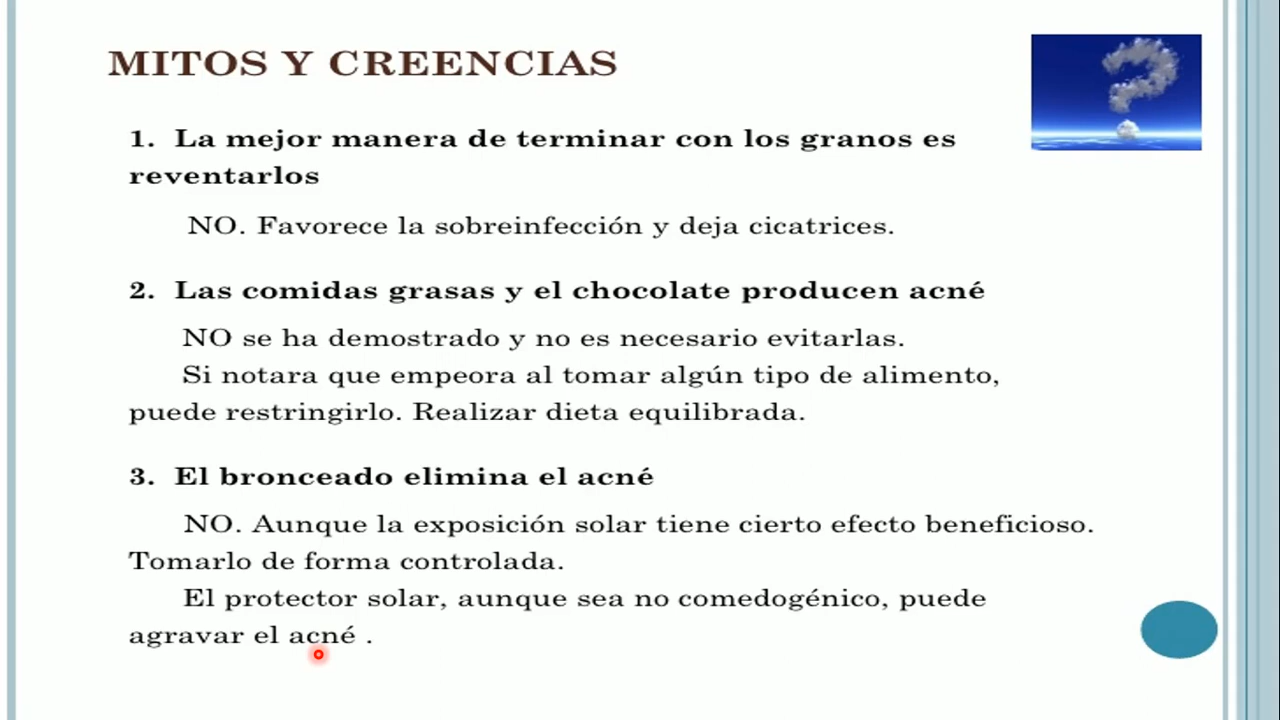 MITOS Y CREENCIAS
1. La mejor manera de terminar con los granos es
reventarlos
NO. Favorece la sobreinfección y deja cicatrices.
2. Las comidas grasas y el chocolate producen acné
NO se ha demostrado y no es necesario evitarlas.
Si notara que empeora al tomar algún tipo de alimento,
puede restringirlo. Realizar dieta equilibrada.
3. El bronceado elimina el acné
NO. Aunque la exposición solar tiene cierto efecto beneficioso.
Tomarlo de forma controlada.
El protector solar, aunque sea no comedogénico, puede
agravar el acné .